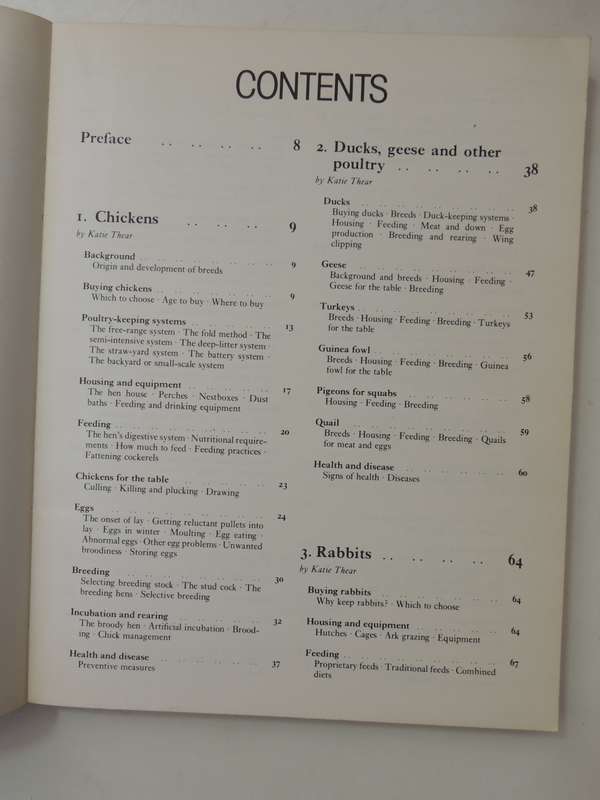 CONTENTS
Preface .. .. .. .. 8
1. Chickens .. .. .. 9
by Katie Thear
Background 9
Origin and development of breeds
Buying chickens 9
Which to choose · Age to buy · Where to buy
Poultry-keeping systems 13
The free-range system · The fold method · The
semi-intensive system · The deep-litter system ·
The straw-yard system · The battery system ·
The backyard or small-scale system
Housing and equipment 17
The hen house · Perches · Nestboxes · Dust
baths · Feeding and drinking equipment
Feeding 20
The hen's digestive system · Nutritional require-
ments · How much to feed · Feeding practices ·
Fattening cockerels
Chickens for the table 23
Culling · Killing and plucking · Drawing
Eggs 24
The onset of lay · Getting reluctant pullets into
lay · Eggs in winter · Moulting · Egg eating ·
Abnormal eggs · Other egg problems · Unwanted
broodiness · Storing eggs
Breeding 30
Selecting breeding stock · The stud cock · The
breeding hens · Selective breeding
Incubation and rearing 32
The broody hen · Artificial incubation · Brood-
ing · Chick management
Health and disease 37
Preventive measures
2. Ducks, geese and other
poultry .. .. .. .. 38
by Katie Thear
Ducks 38
Buying ducks · Breeds · Duck-keeping systems ·
Housing · Feeding · Meat and down · Egg
production · Breeding and rearing · Wing
clipping
Geese 47
Background and breeds · Housing · Feeding ·
Geese for the table · Breeding
Turkeys 53
Breeds · Housing · Feeding · Breeding · Turkeys
for the table
Guinea fowl 56
Breeds · Housing · Feeding · Breeding · Guinea
fowl for the table
Pigeons for squabs 58
Housing · Feeding · Breeding
Quail 59
Breeds · Housing · Feeding · Breeding · Quails
for meat and eggs
Health and disease 60
Signs of health · Diseases
3. Rabbits .. .. .. .. 64
by Katie Thear
Buying rabbits 64
Why keep rabbits? · Which to choose
Housing and equipment 64
Hutches · Cages · Ark grazing · Equipment
Feeding 67
Proprietary feeds · Traditional feeds · Combined
diets